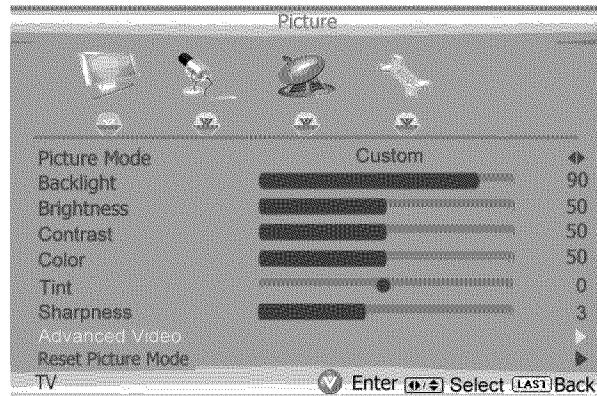 Picture
Picture Mode Custom
Backlight 90
Brightness 50
Contrast 50
Color 50
Tint 0
Sharpness 3
Advanced Video
Reset Picture Mode
TV Enter Select LAST Back